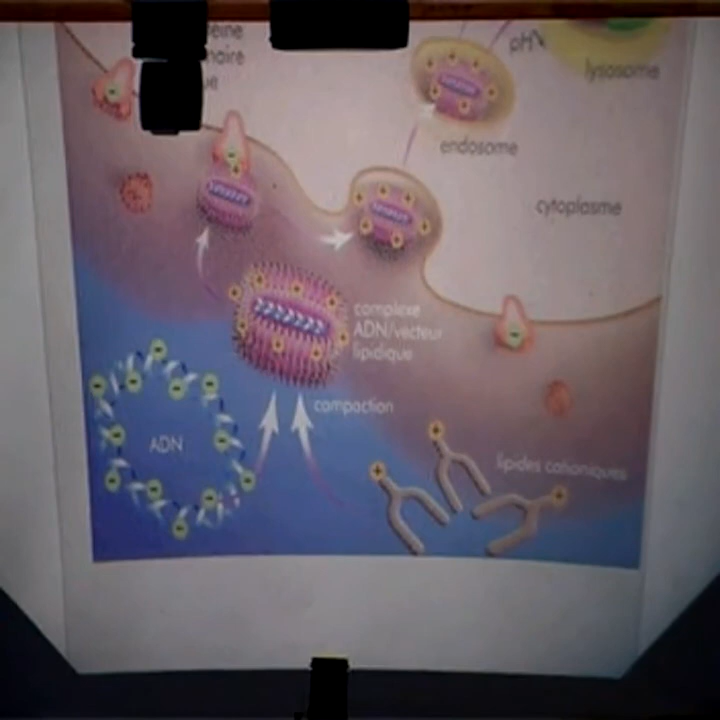 pH
lysosome
endosome
cytoplasme
complexe
ADN/vecteur
lipidique
compaction
ADN
lipides cationiques